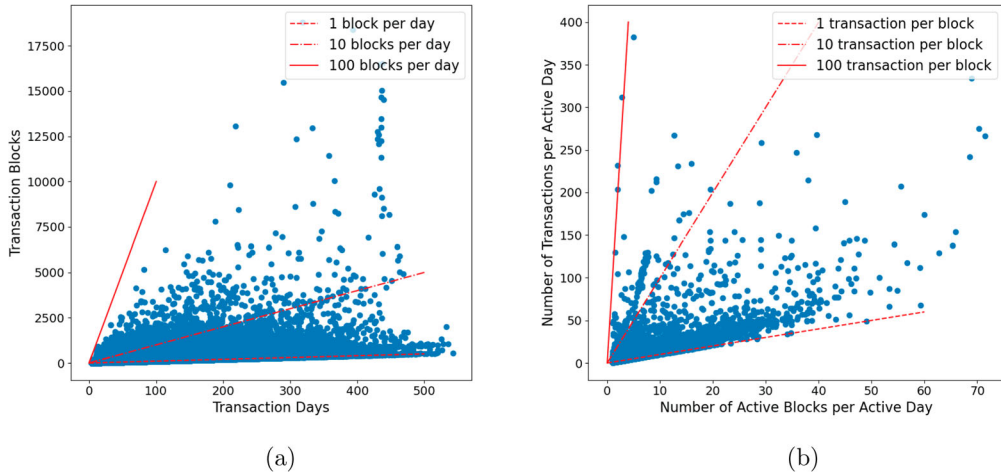 1 block per day
10 blocks per day
100 blocks per day
17500
15000
12500
10000
7500
5000
2500
0
Transaction Blocks
0 100 200 300 400 500
Transaction Days
(a)
1 transaction per block
10 transaction per block
100 transaction per block
400
350
300
250
200
150
100
50
0
Number of Transactions per Active Day
0 10 20 30 40 50 60 70
Number of Active Blocks per Active Day
(b)